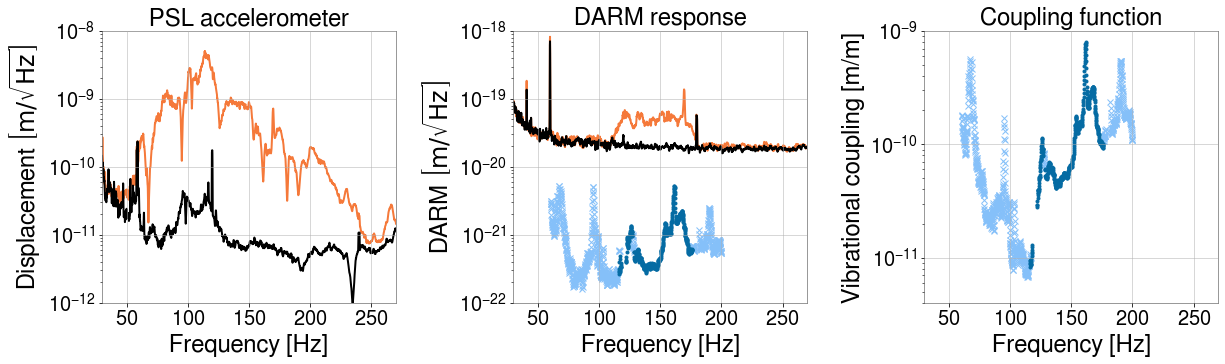 PSL accelerometer
Displacement [m/√Hz]
10⁻⁸
10⁻⁹
10⁻¹⁰
10⁻¹¹
10⁻¹²
50 100 150 200 250
Frequency [Hz]
DARM response
DARM [m/√Hz]
10⁻¹⁸
10⁻¹⁹
10⁻²⁰
10⁻²¹
10⁻²²
50 100 150 200 250
Frequency [Hz]
Coupling function
Vibrational coupling [m/m]
10⁻⁹
10⁻¹⁰
10⁻¹¹
50 100 150 200 250
Frequency [Hz]